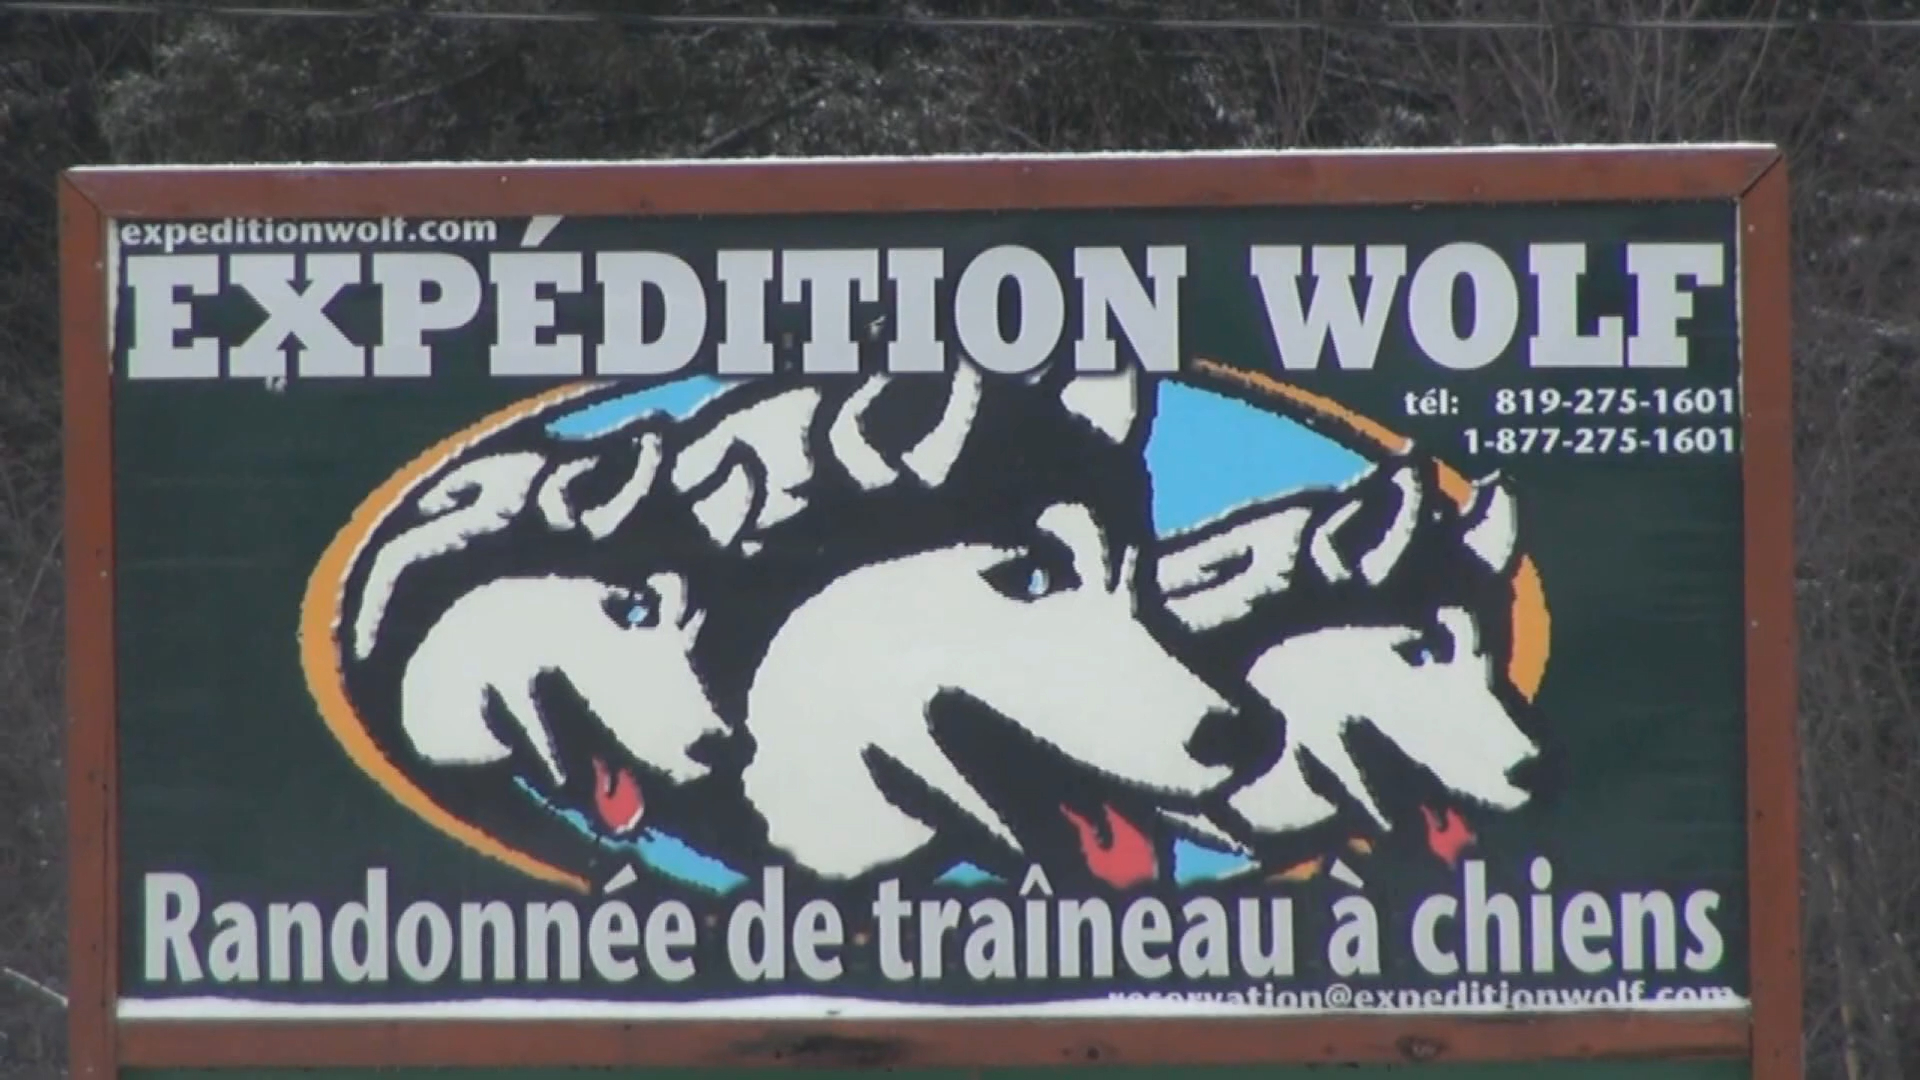 expeditionwolf.com
EXPÉDITION WOLF
tél: 819-275-1601
1-877-275-1601
Randonnée de traîneau à chiens
reservation@expeditionwolf.com